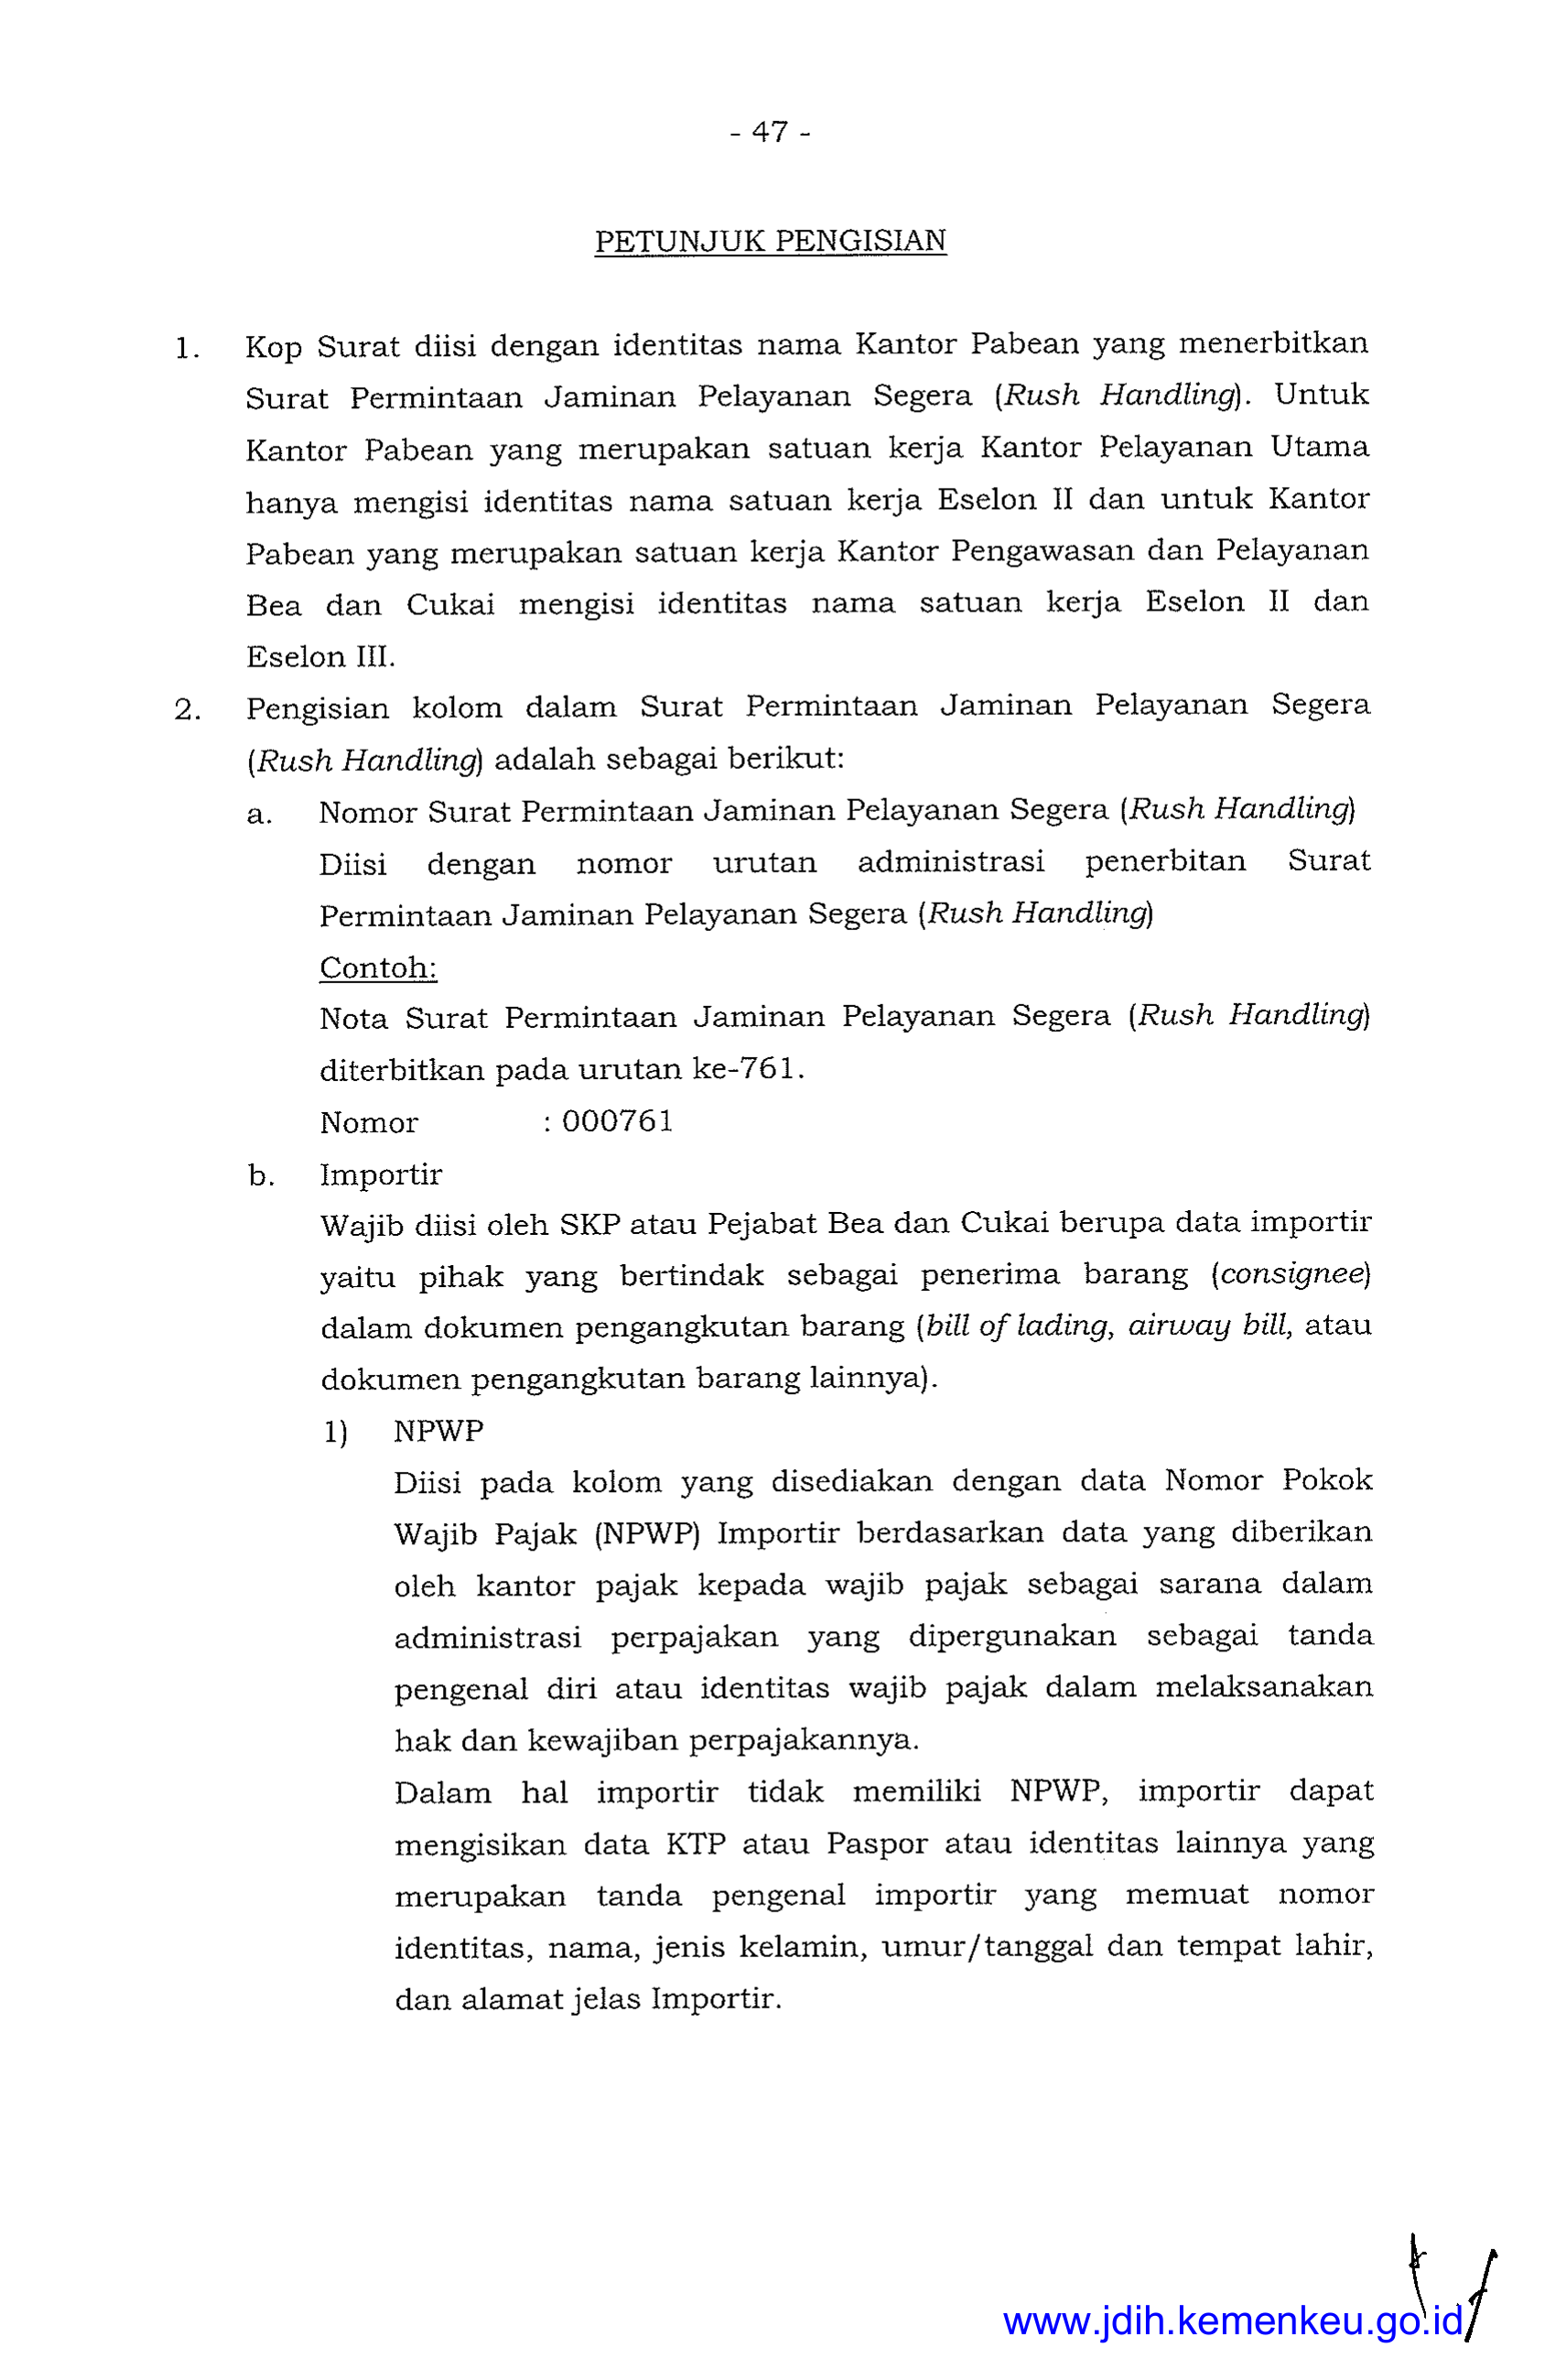 - 47 -
PETUNJUK PENGISIAN
1. Kop Surat diisi dengan identitas nama Kantor Pabean yang menerbitkan
Surat Permintaan Jaminan Pelayanan Segera (Rush Handling). Untuk
Kantor Pabean yang merupakan satuan kerja Kantor Pelayanan Utama
hanya mengisi identitas nama satuan kerja Eselon II dan untuk Kantor
Pabean yang merupakan satuan kerja Kantor Pengawasan dan Pelayanan
Bea dan Cukai mengisi identitas nama satuan kerja Eselon II dan
Eselon III.
2. Pengisian kolom dalam Surat Permintaan Jaminan Pelayanan Segera
(Rush Handling) adalah sebagai berikut:
a. Nomor Surat Permintaan Jaminan Pelayanan Segera (Rush Handling)
Diisi dengan nomor urutan administrasi penerbitan Surat
Permintaan Jaminan Pelayanan Segera (Rush Handling)
Contoh:
Nota Surat Permintaan Jaminan Pelayanan Segera (Rush Handling)
diterbitkan pada urutan ke-761.
Nomor : 000761
b. Importir
Wajib diisi oleh SKP atau Pejabat Bea dan Cukai berupa data importir
yaitu pihak yang bertindak sebagai penerima barang (consignee)
dalam dokumen pengangkutan barang (bill of lading, airway bill, atau
dokumen pengangkutan barang lainnya).
1) NPWP
Diisi pada kolom yang disediakan dengan data Nomor Pokok
Wajib Pajak (NPWP) Importir berdasarkan data yang diberikan
oleh kantor pajak kepada wajib pajak sebagai sarana dalam
administrasi perpajakan yang dipergunakan sebagai tanda
pengenal diri atau identitas wajib pajak dalam melaksanakan
hak dan kewajiban perpajakannya.
Dalam hal importir tidak memiliki NPWP, importir dapat
mengisikan data KTP atau Paspor atau identitas lainnya yang
merupakan tanda pengenal importir yang memuat nomor
identitas, nama, jenis kelamin, umur/tanggal dan tempat lahir,
dan alamat jelas Importir.
www.jdih.kemenkeu.go.id